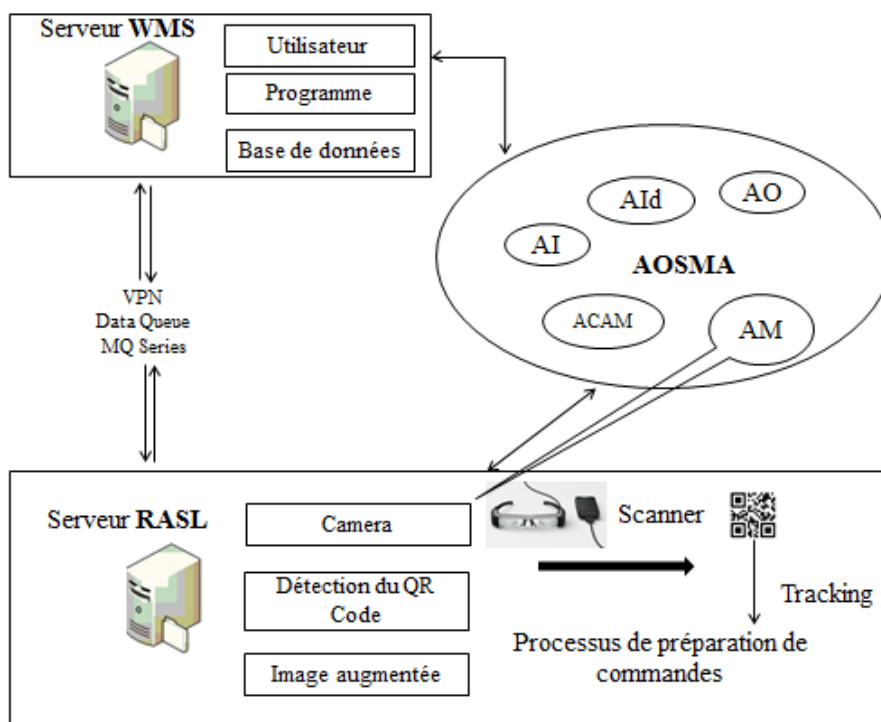 Serveur WMS
Utilisateur
Programme
Base de données
AId
AO
AI
AOSMA
ACAM
AM
VPN
Data Queue
MQ Series
Serveur RASL
Camera
Détection du QR
Code
Image augmentée
Scanner
Tracking
Processus de préparation de
commandes